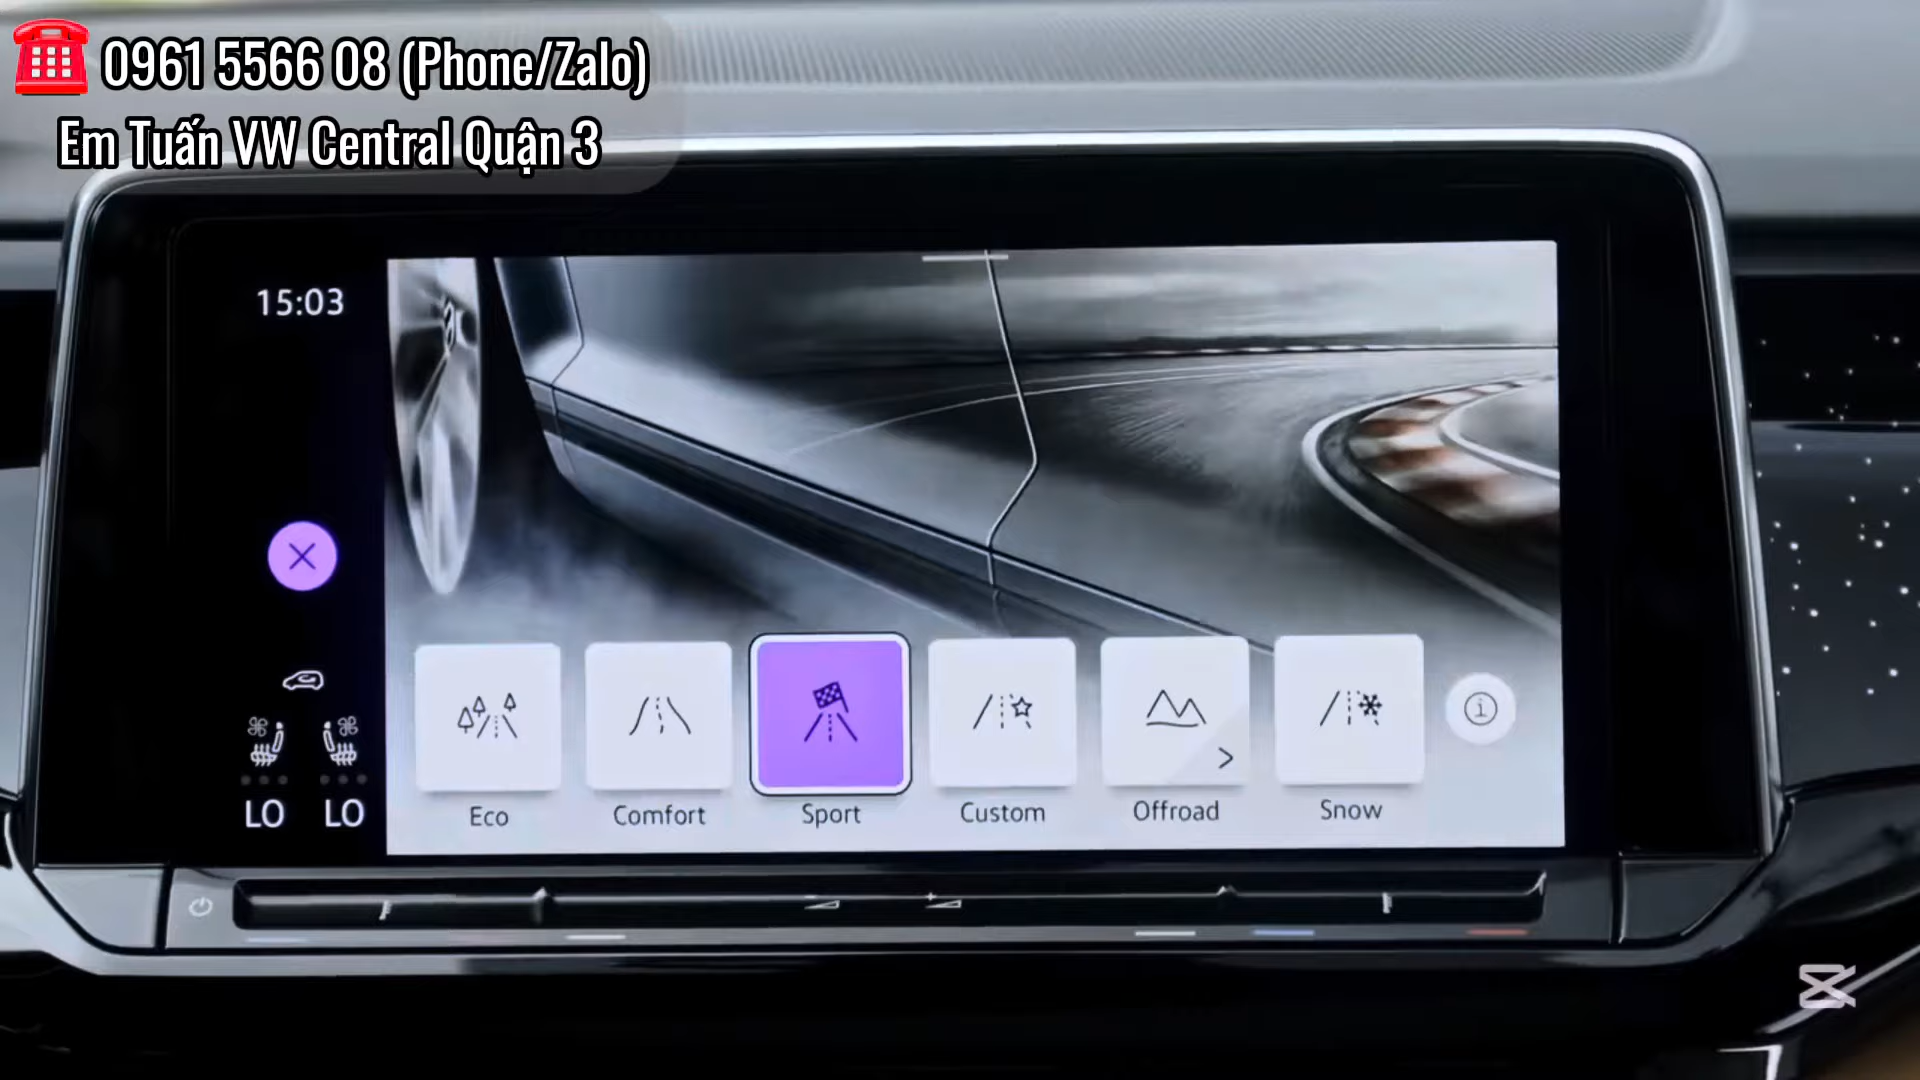 0961 5566 08 (Phone/Zalo)
Em Tuấn VW Central Quận 3
15:03
LO LO
Eco Comfort Sport Custom Offroad Snow